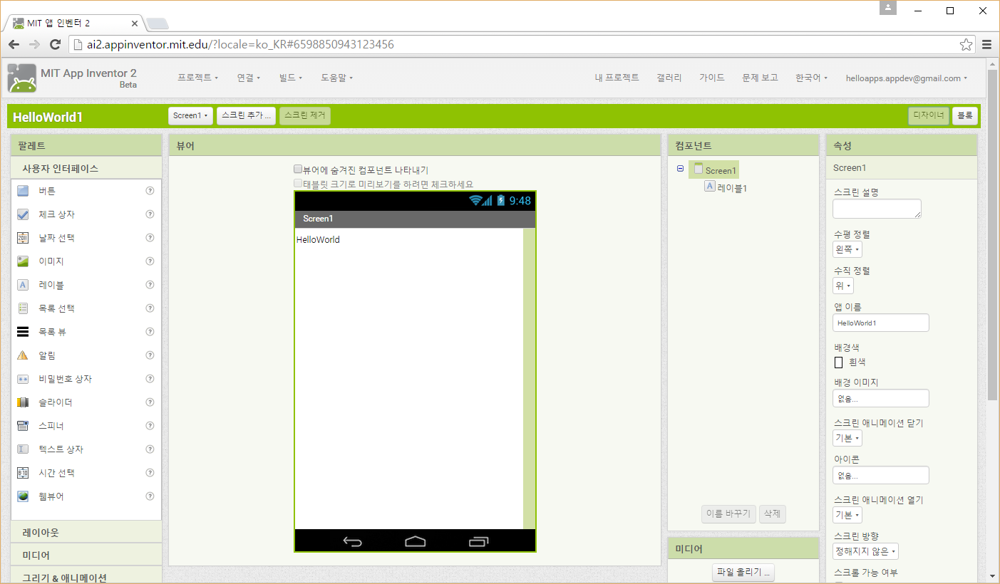 MIT 앱 인벤터 2
ai2.appinventor.mit.edu/?locale=ko_KR#6598850943123456
MIT App Inventor 2
Beta
프로젝트 연결 빌드 도움말 내 프로젝트 갤러리 가이드 문제 보고 한국어 helloapps.appdev@gmail.com
HelloWorld1 Screen1 스크린 추가 ... 스크린 제거 디자이너 블록
팔레트
사용자 인터페이스
버튼
체크 상자
날짜 선택
이미지
레이블
목록 선택
목록 뷰
알림
비밀번호 상자
슬라이더
스피너
텍스트 상자
시간 선택
웹뷰어
레이아웃
미디어
그리기 & 애니메이션
뷰어
뷰어에 숨겨진 컴포넌트 나타내기
태블릿 크기로 미리보기를 하려면 체크하세요
9:48
Screen1
HelloWorld
컴포넌트
Screen1
레이블1
이름 바꾸기 삭제
미디어
파일 올리기 ...
속성
Screen1
스크린 설명
수평 정렬
왼쪽
수직 정렬
위
앱 이름
HelloWorld1
배경색
흰색
배경 이미지
없음...
스크린 애니메이션 닫기
기본
아이콘
없음...
스크린 애니메이션 열기
기본
스크린 방향
정해지지 않은
스크롤 가능 여부